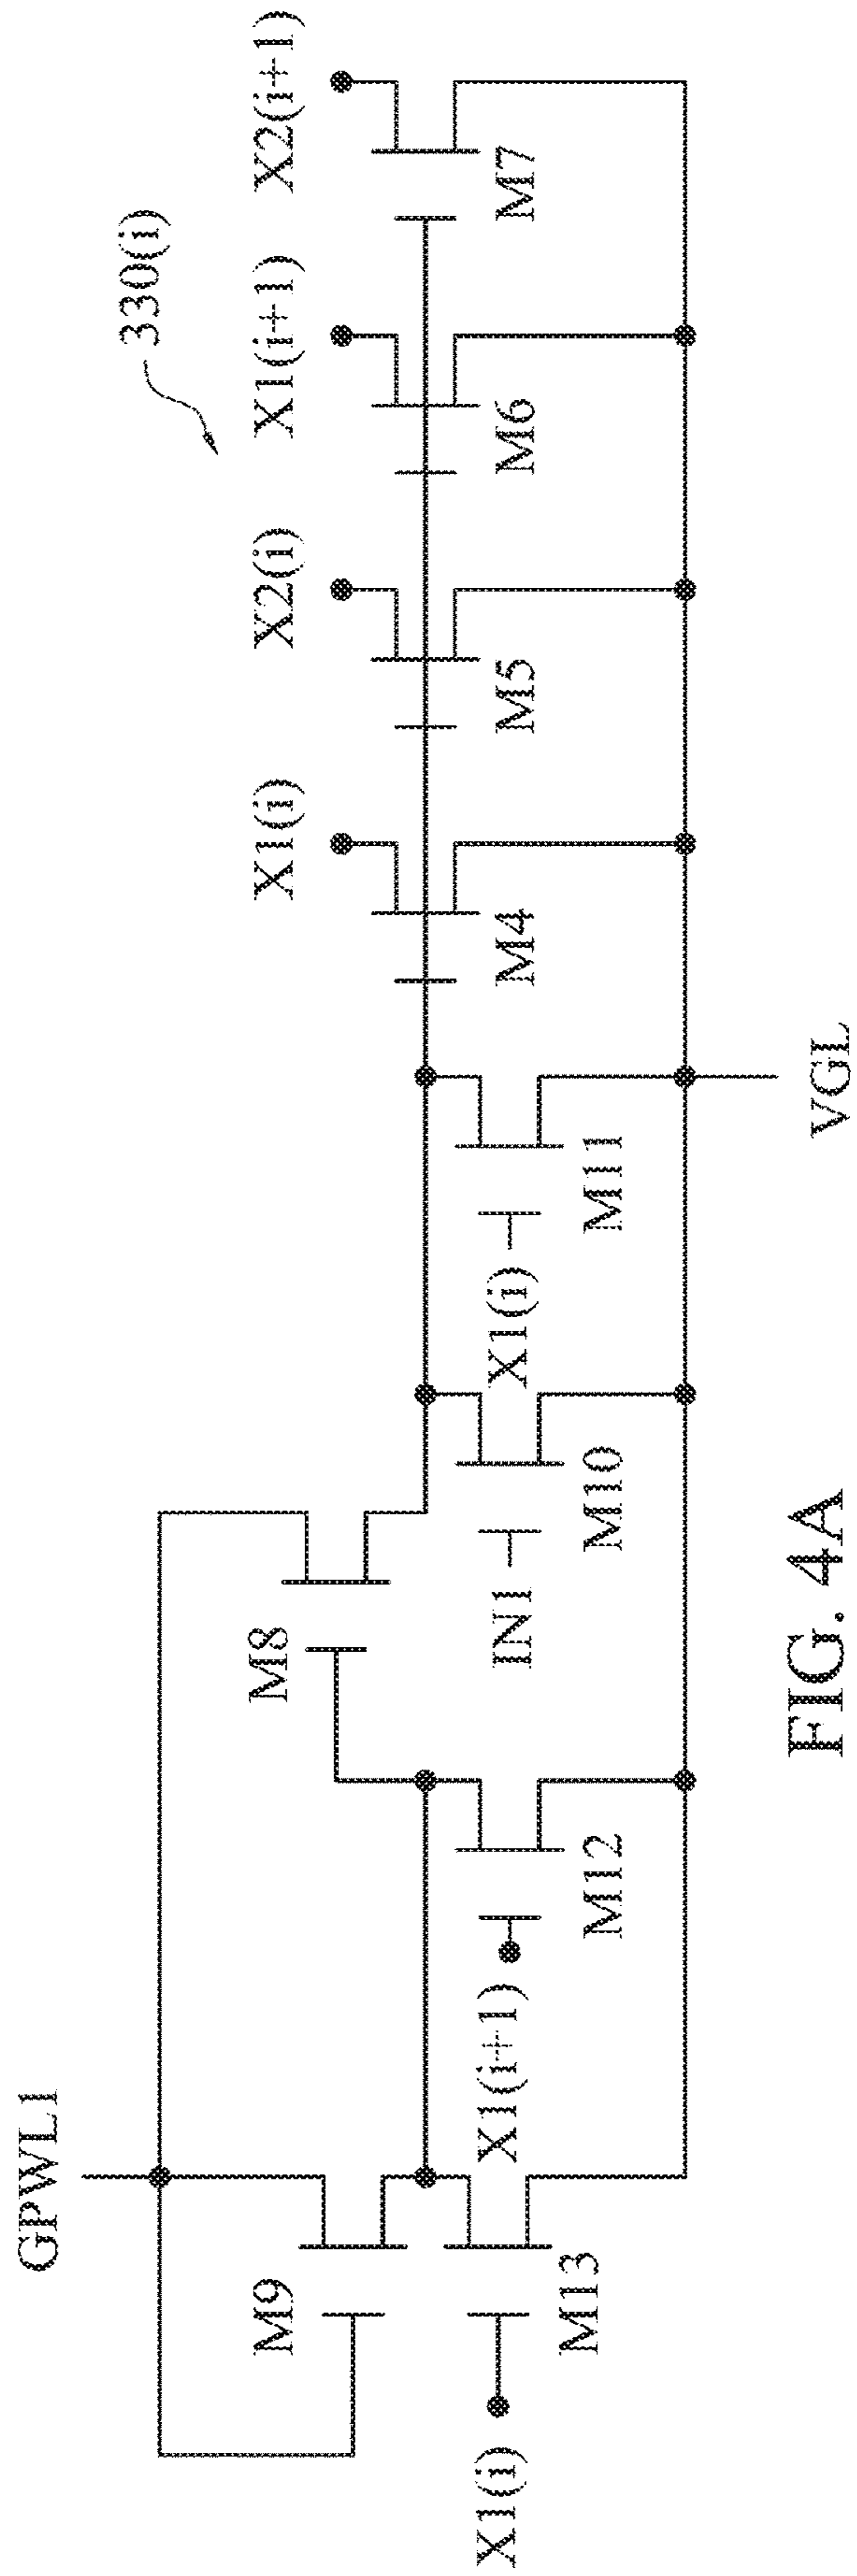 330(i)
GPWL1
X1(i)
X2(i)
X1(i+1)
X2(i+1)
M9
M8
M4
M5
M6
M7
X1(i)
M13
X1(i+1)
M12
IN1
M10
X1(i)
M11
VGL
FIG. 4A